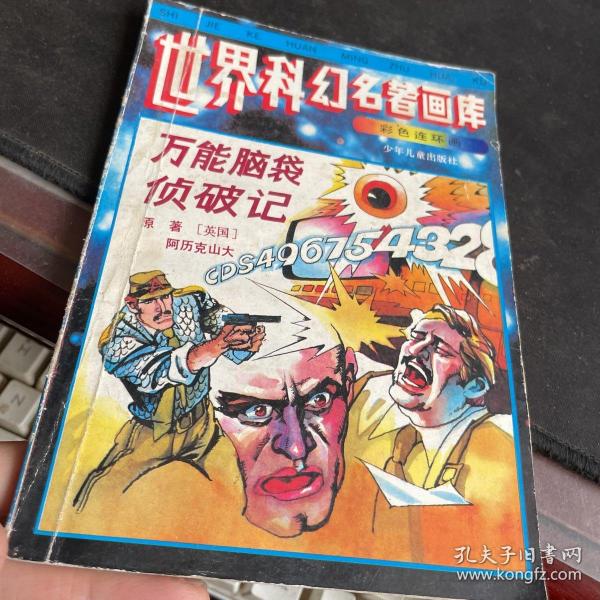 SHI JIE KE HUAN MING ZHU HUA KU
世界科幻名著画库
彩色连环画
少年儿童出版社
万能脑袋
侦破记
原 著 [英国]
阿历克山大
CDS496754328
孔夫子旧书网
www.kongfz.com